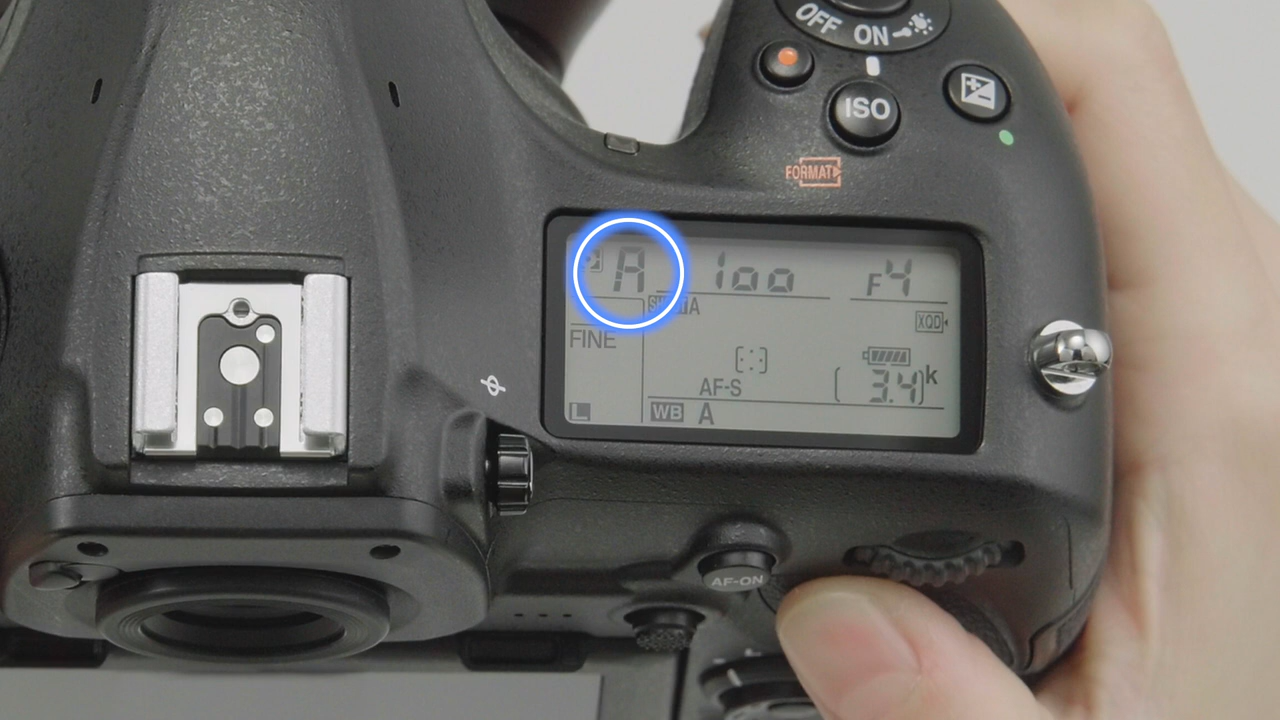 OFF ON
ISO
FORMAT
A 100 F4
A
XQD
FINE
AF-S [3.4]k
L WB A
AF-ON